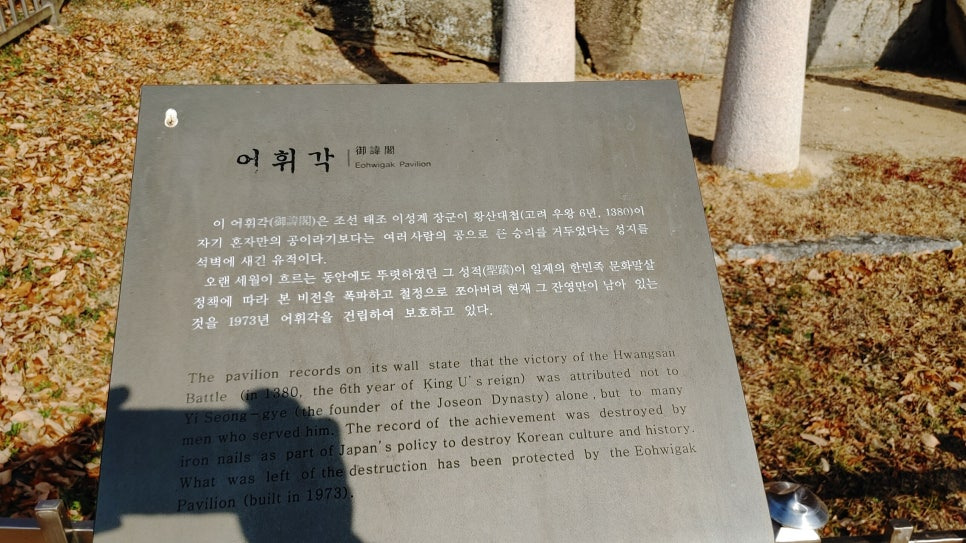 어휘각
御諱閣
Eohwigak Pavilion
이 어휘각(御諱閣)은 조선 태조 이성계 장군이 황산대첩(고려 우왕 6년, 1380)이
자기 혼자만의 공이라기보다는 여러 사람의 공으로 큰 승리를 거두었다는 성지를
석벽에 새긴 유적이다.
오랜 세월이 흐르는 동안에도 뚜렷하였던 그 성적(聖蹟)이 일제의 한민족 문화말살
정책에 따라 본 비전을 폭파하고 철정으로 쪼아버려 현재 그 잔영만이 남아 있는
것을 1973년 어휘각을 건립하여 보호하고 있다.
The pavilion records on its wall state that the victory of the Hwangsan
Battle (in 1380, the 6th year of King U's reign) was attributed not to
Yi Seong-gye (the founder of the Joseon Dynasty) alone, but to many
men who served him. The record of the achievement was destroyed by
iron nails as part of Japan's policy to destroy Korean culture and history.
What was left of the destruction has been protected by the Eohwigak
Pavilion (built in 1973).